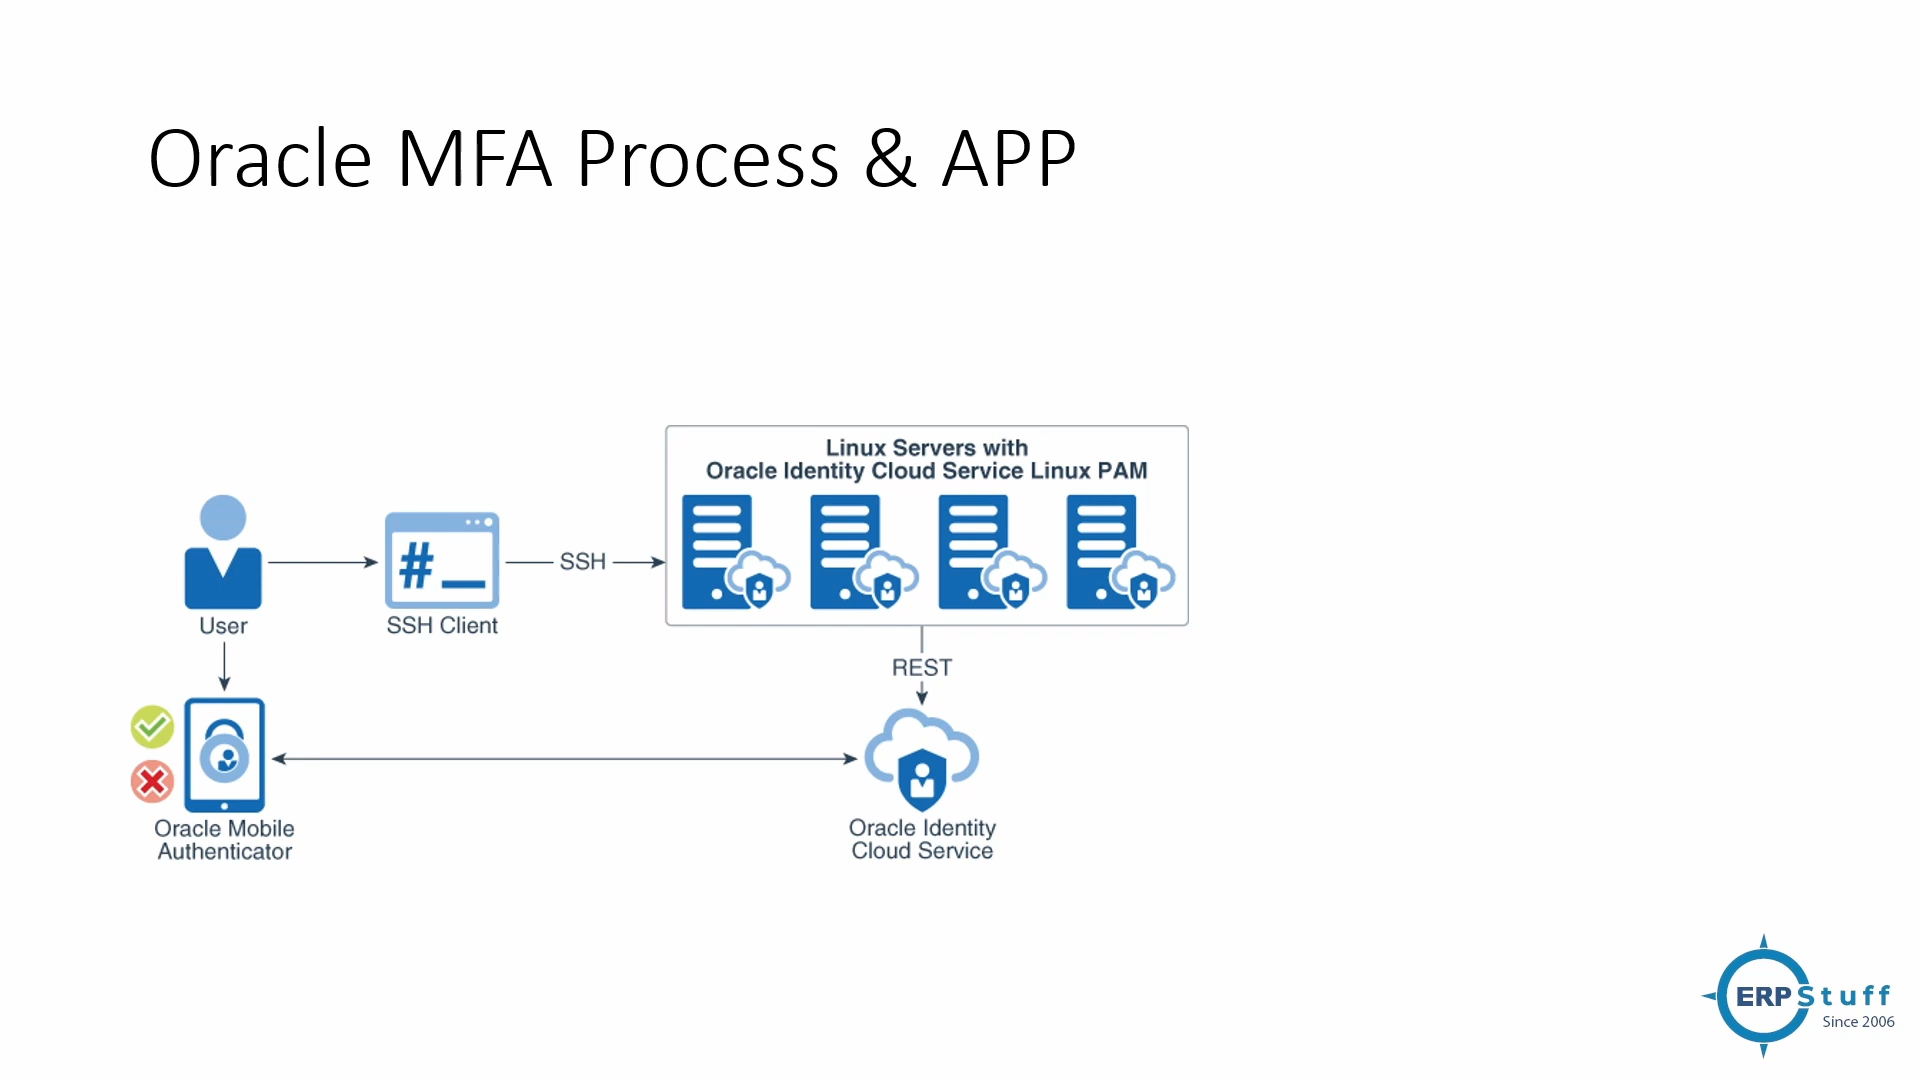 Oracle MFA Process & APP
Linux Servers with
Oracle Identity Cloud Service Linux PAM
#_
SSH
User
SSH Client
REST
Oracle Mobile
Authenticator
Oracle Identity
Cloud Service
ERPStuff
Since 2006